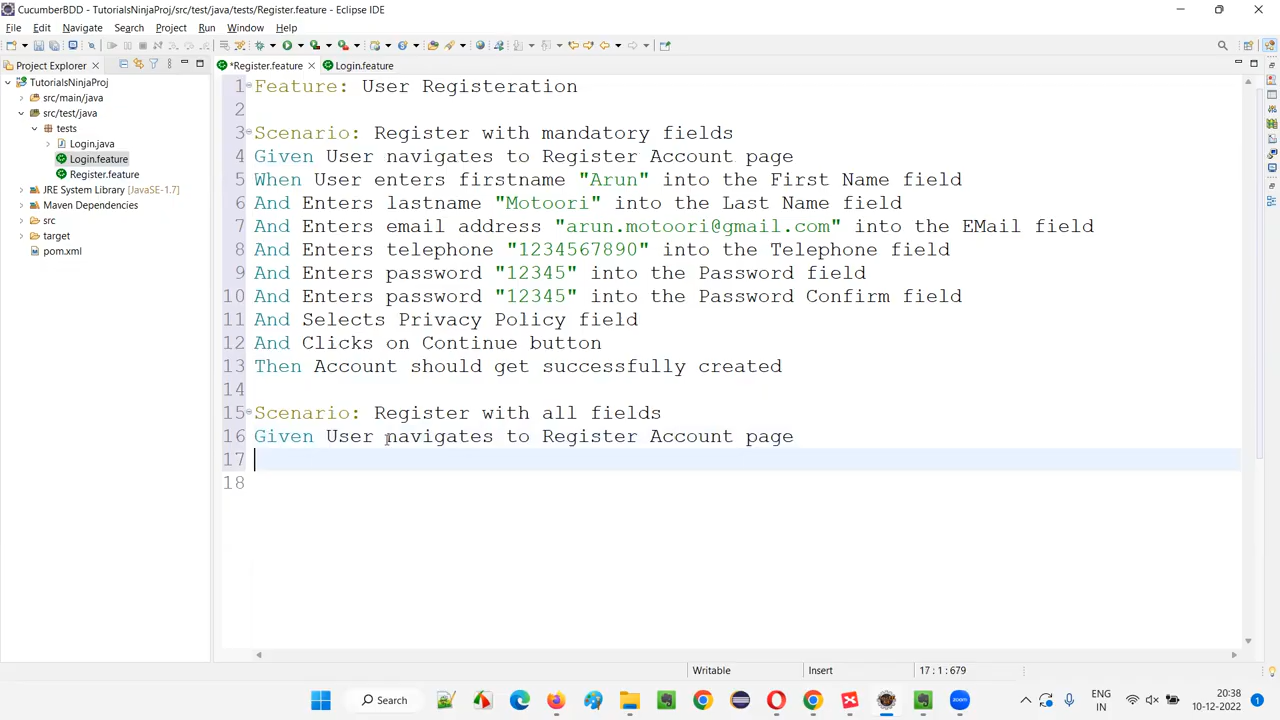 CucumberBDD - TutorialsNinjaProj/src/test/java/tests/Register.feature - Eclipse IDE
File Edit Navigate Search Project Run Window Help
Project Explorer
*Register.feature
Login.feature
TutorialsNinjaProj
src/main/java
src/test/java
tests
Login.java
Login.feature
Register.feature
JRE System Library [JavaSE-1.7]
Maven Dependencies
src
target
pom.xml
1 Feature: User Registeration
2
3 Scenario: Register with mandatory fields
4 Given User navigates to Register Account page
5 When User enters firstname "Arun" into the First Name field
6 And Enters lastname "Motoori" into the Last Name field
7 And Enters email address "arun.motoori@gmail.com" into the EMail field
8 And Enters telephone "1234567890" into the Telephone field
9 And Enters password "12345" into the Password field
10 And Enters password "12345" into the Password Confirm field
11 And Selects Privacy Policy field
12 And Clicks on Continue button
13 Then Account should get successfully created
14
15 Scenario: Register with all fields
16 Given User navigates to Register Account page
17
18
Writable Insert 17 : 1 : 679
Search
zoom
ENG
IN
20:38
10-12-2022
1